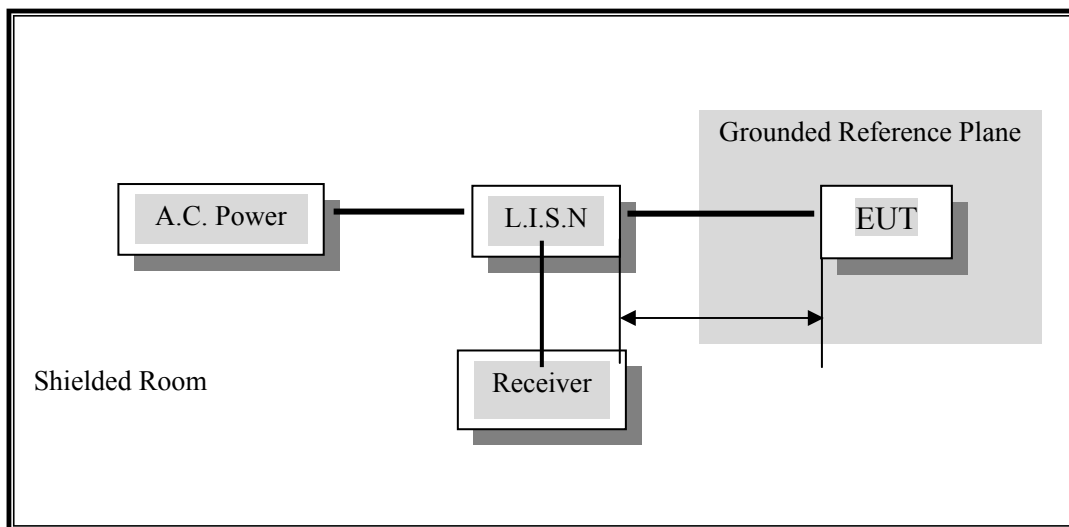 Grounded Reference Plane
A.C. Power
L.I.S.N
EUT
Shielded Room
Receiver